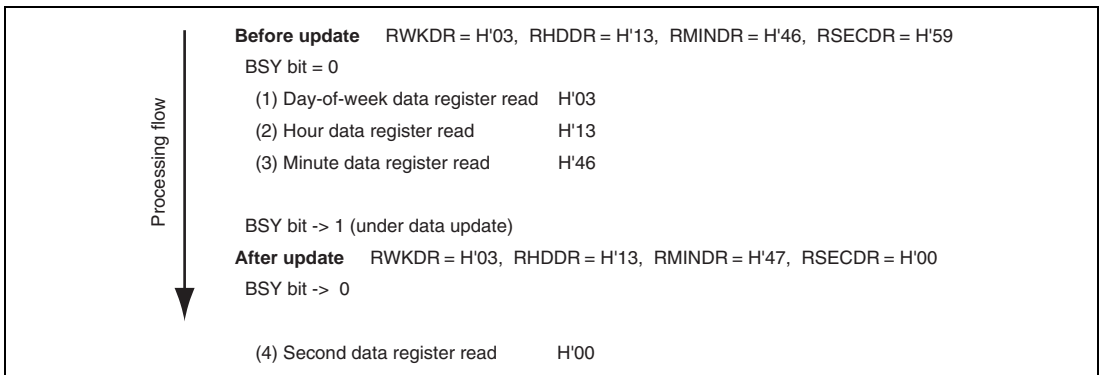 Processing flow
Before update RWKDR = H'03, RHDDR = H'13, RMINDR = H'46, RSECDR = H'59
BSY bit = 0
(1) Day-of-week data register read H'03
(2) Hour data register read H'13
(3) Minute data register read H'46
BSY bit -> 1 (under data update)
After update RWKDR = H'03, RHDDR = H'13, RMINDR = H'47, RSECDR = H'00
BSY bit -> 0
(4) Second data register read H'00